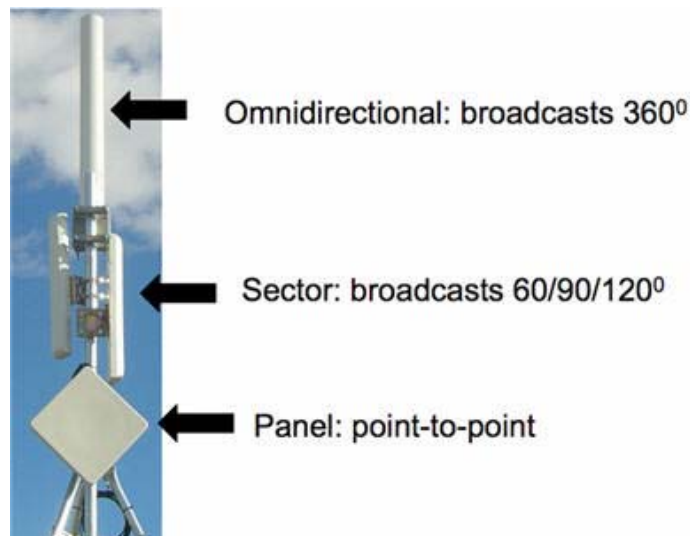 Omnidirectional: broadcasts 360⁰
Sector: broadcasts 60/90/120⁰
Panel: point-to-point